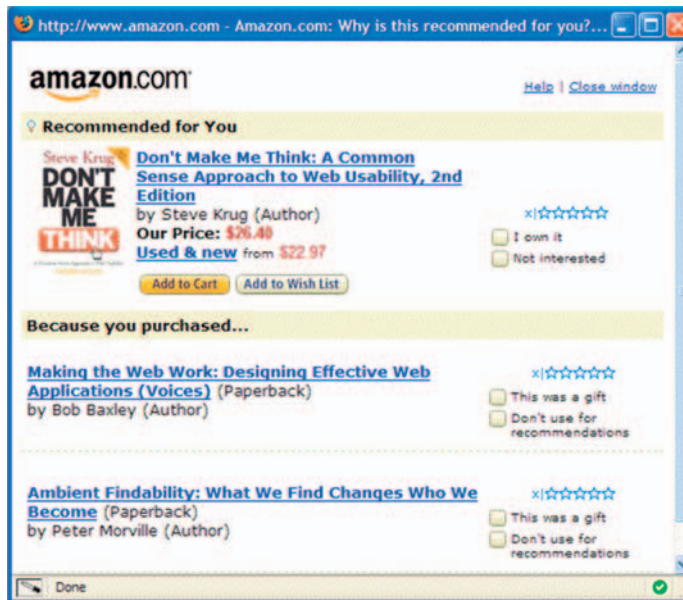 http://www.amazon.com - Amazon.com: Why is this recommended for you?...
amazon.com
Help | Close window
Recommended for You
Steve Krug
DON'T
MAKE
ME
THINK
Don't Make Me Think: A Common
Sense Approach to Web Usability, 2nd
Edition
by Steve Krug (Author)
Our Price: $26.40
Used & new from $22.97
x|
I own it
Not interested
Add to Cart
Add to Wish List
Because you purchased...
Making the Web Work: Designing Effective Web
Applications (Voices) (Paperback)
by Bob Baxley (Author)
x|
This was a gift
Don't use for
recommendations
Ambient Findability: What We Find Changes Who We
Become (Paperback)
by Peter Morville (Author)
x|
This was a gift
Don't use for
recommendations
Done